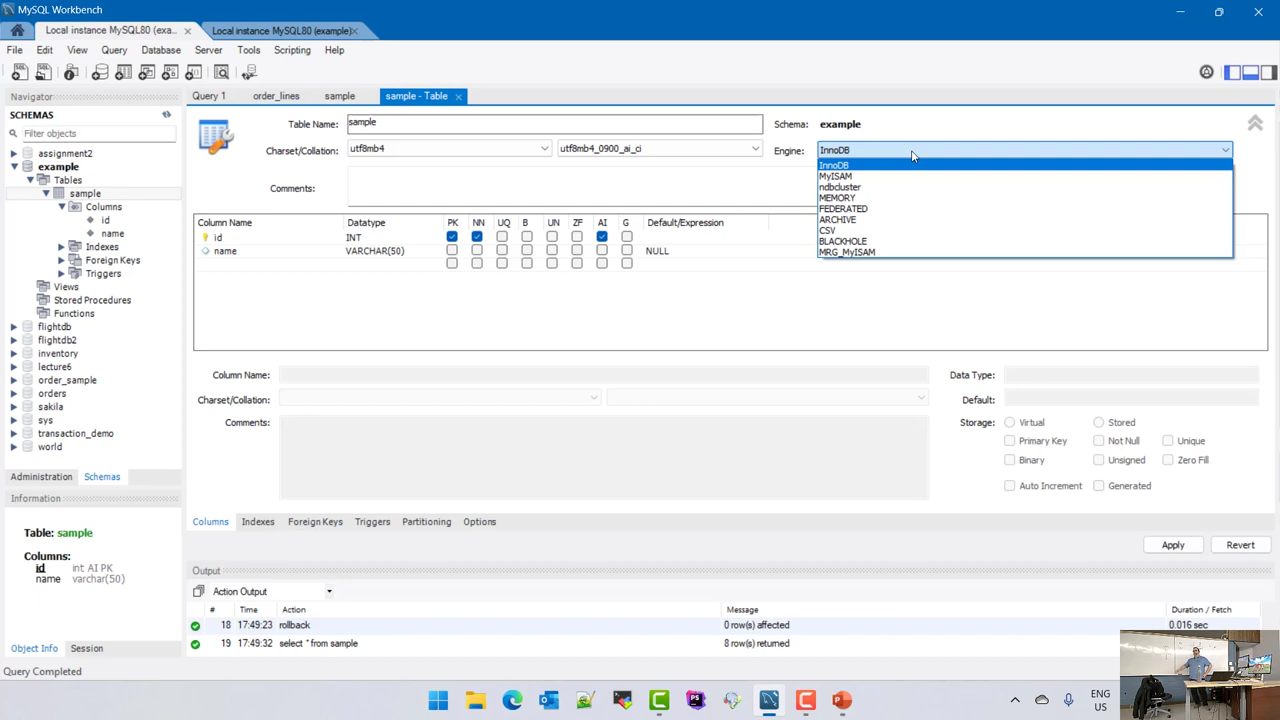 MySQL Workbench
Local instance MySQL80 (exa... ×
Local instance MySQL80 (example) ×
File Edit View Query Database Server Tools Scripting Help
Navigator
SCHEMAS
Filter objects
assignment2
example
Tables
sample
Columns
id
name
Indexes
Foreign Keys
Triggers
Views
Stored Procedures
Functions
flightdb
flightdb2
inventory
lecture6
order_sample
orders
sakila
sys
transaction_demo
world
Administration Schemas
Information
Table: sample
Columns:
id int AI PK
name varchar(50)
Object Info Session
Query Completed
Query 1 order_lines sample sample - Table ×
Table Name: sample Schema: example
Charset/Collation: utf8mb4 utf8mb4_0900_ai_ci Engine: InnoDB
InnoDB
MyISAM
ndbcluster
MEMORY
FEDERATED
ARCHIVE
CSV
BLACKHOLE
MRG_MyISAM
Comments:
Column Name Datatype PK NN UQ B UN ZF AI G Default/Expression
id INT
name VARCHAR(50) NULL
Column Name: Data Type:
Charset/Collation: Default:
Comments: Storage: Virtual Stored
Primary Key Not Null Unique
Binary Unsigned Zero Fill
Auto Increment Generated
Columns Indexes Foreign Keys Triggers Partitioning Options
Apply Revert
Output
Action Output
# Time Action Message Duration / Fetch
18 17:49:23 rollback 0 row(s) affected 0.016 sec
19 17:49:32 select * from sample 8 row(s) returned
ENG
US